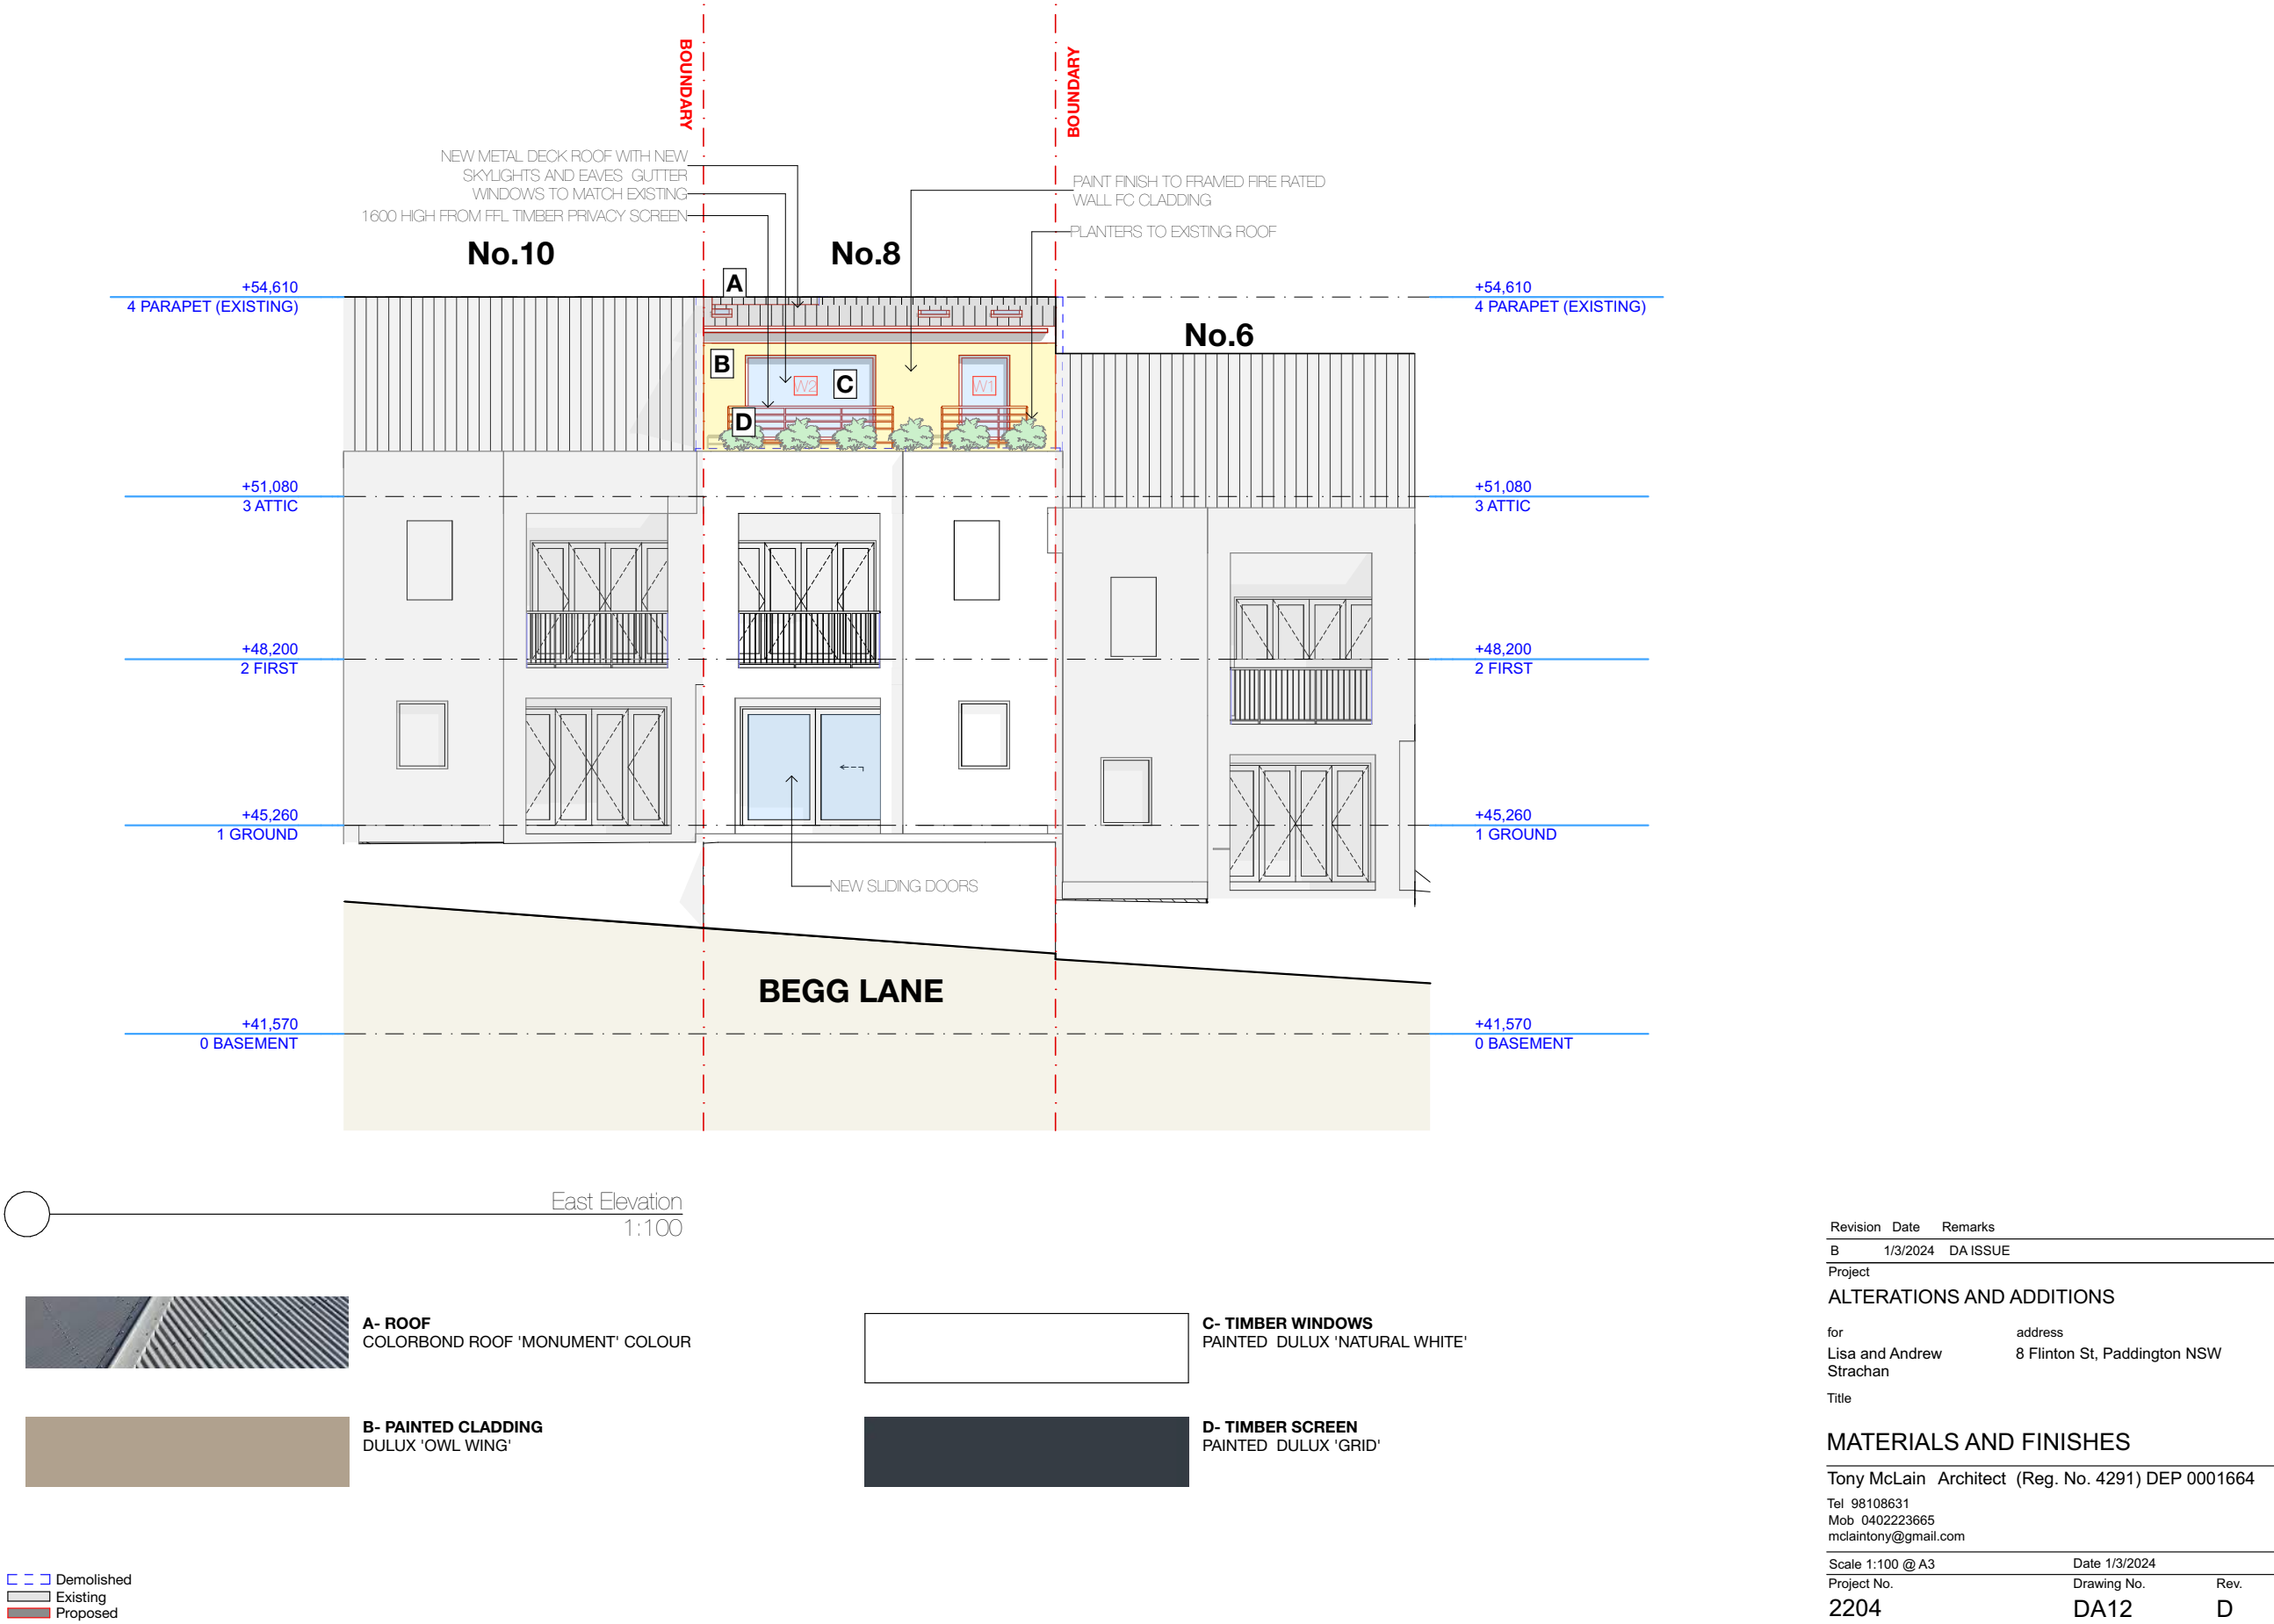 BOUNDARY
BOUNDARY
NEW METAL DECK ROOF WITH NEW
SKYLIGHTS AND EAVES GUTTER
WINDOWS TO MATCH EXISTING
1600 HIGH FROM FFL TIMBER PRIVACY SCREEN
PAINT FINISH TO FRAMED FIRE RATED
WALL FC CLADDING
PLANTERS TO EXISTING ROOF
No.10
No.8
No.6
A
B
C
D
W2
W1
+54,610
4 PARAPET (EXISTING)
+54,610
4 PARAPET (EXISTING)
+51,080
3 ATTIC
+51,080
3 ATTIC
+48,200
2 FIRST
+48,200
2 FIRST
+45,260
1 GROUND
+45,260
1 GROUND
NEW SLIDING DOORS
BEGG LANE
+41,570
0 BASEMENT
+41,570
0 BASEMENT
East Elevation
1:100
A- ROOF
COLORBOND ROOF 'MONUMENT' COLOUR
B- PAINTED CLADDING
DULUX 'OWL WING'
C- TIMBER WINDOWS
PAINTED DULUX 'NATURAL WHITE'
D- TIMBER SCREEN
PAINTED DULUX 'GRID'
Demolished
Existing
Proposed
Revision Date Remarks
B 1/3/2024 DA ISSUE
Project
ALTERATIONS AND ADDITIONS
for address
Lisa and Andrew 8 Flinton St, Paddington NSW
Strachan
Title
MATERIALS AND FINISHES
Tony McLain Architect (Reg. No. 4291) DEP 0001664
Tel 98108631
Mob 0402223665
mclaintony@gmail.com
Scale 1:100 @ A3 Date 1/3/2024
Project No. Drawing No. Rev.
2204 DA12 D